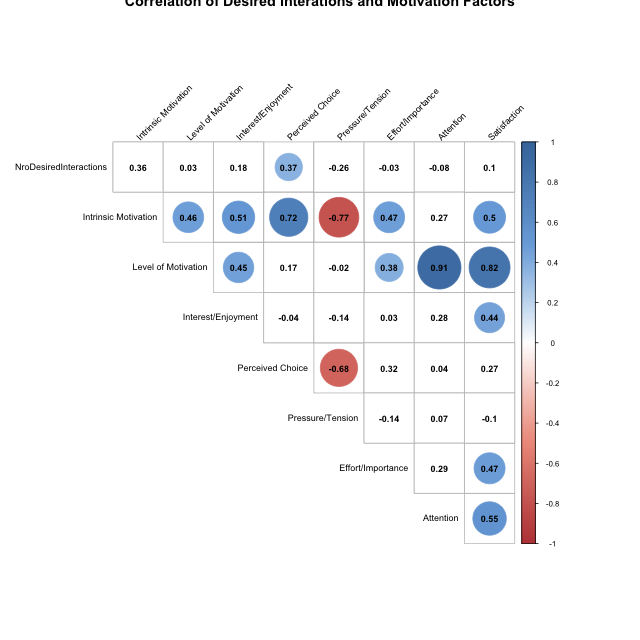 Correlation of Desired Interations and Motivation Factors
Intrinsic Motivation
Level of Motivation
Interest/Enjoyment
Perceived Choice
Pressure/Tension
Effort/Importance
Attention
Satisfaction
NroDesiredInteractions 0.36 0.03 0.18 0.37 -0.26 -0.03 -0.08 0.1
Intrinsic Motivation 0.46 0.51 0.72 -0.77 0.47 0.27 0.5
Level of Motivation 0.45 0.17 -0.02 0.38 0.91 0.82
Interest/Enjoyment -0.04 -0.14 0.03 0.28 0.44
Perceived Choice -0.68 0.32 0.04 0.27
Pressure/Tension -0.14 0.07 -0.1
Effort/Importance 0.29 0.47
Attention 0.55
1
0.8
0.6
0.4
0.2
0
-0.2
-0.4
-0.6
-0.8
-1